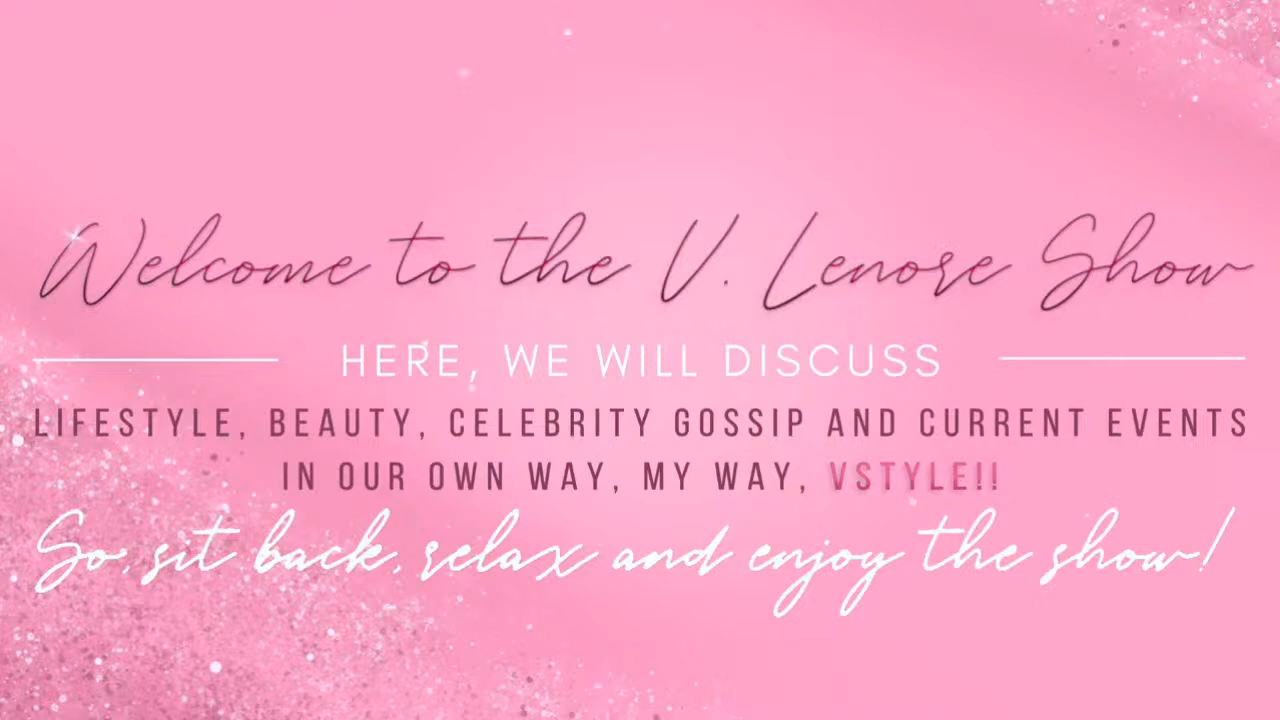 Welcome to the V. Lenore Show
HERE, WE WILL DISCUSS
LIFESTYLE, BEAUTY, CELEBRITY GOSSIP AND CURRENT EVENTS
IN OUR OWN WAY, MY WAY, VSTYLE!!
So, sit back, relax and enjoy the show!